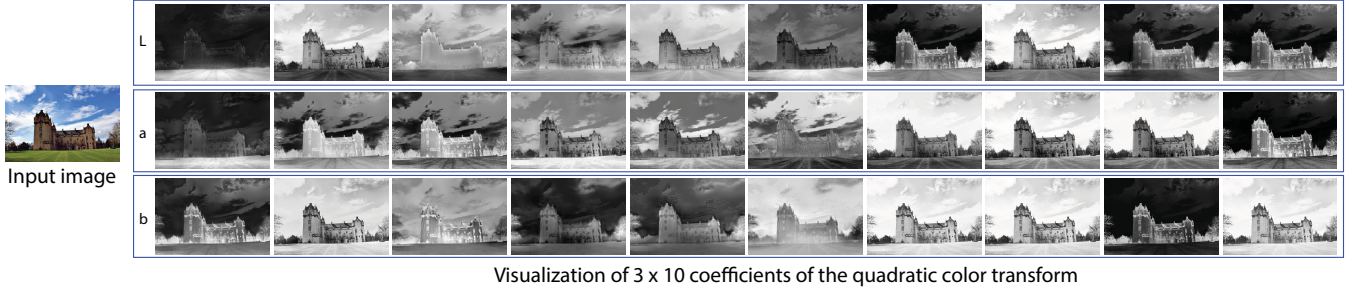 L
a
b
Input image
Visualization of 3 x 10 coefficients of the quadratic color transform